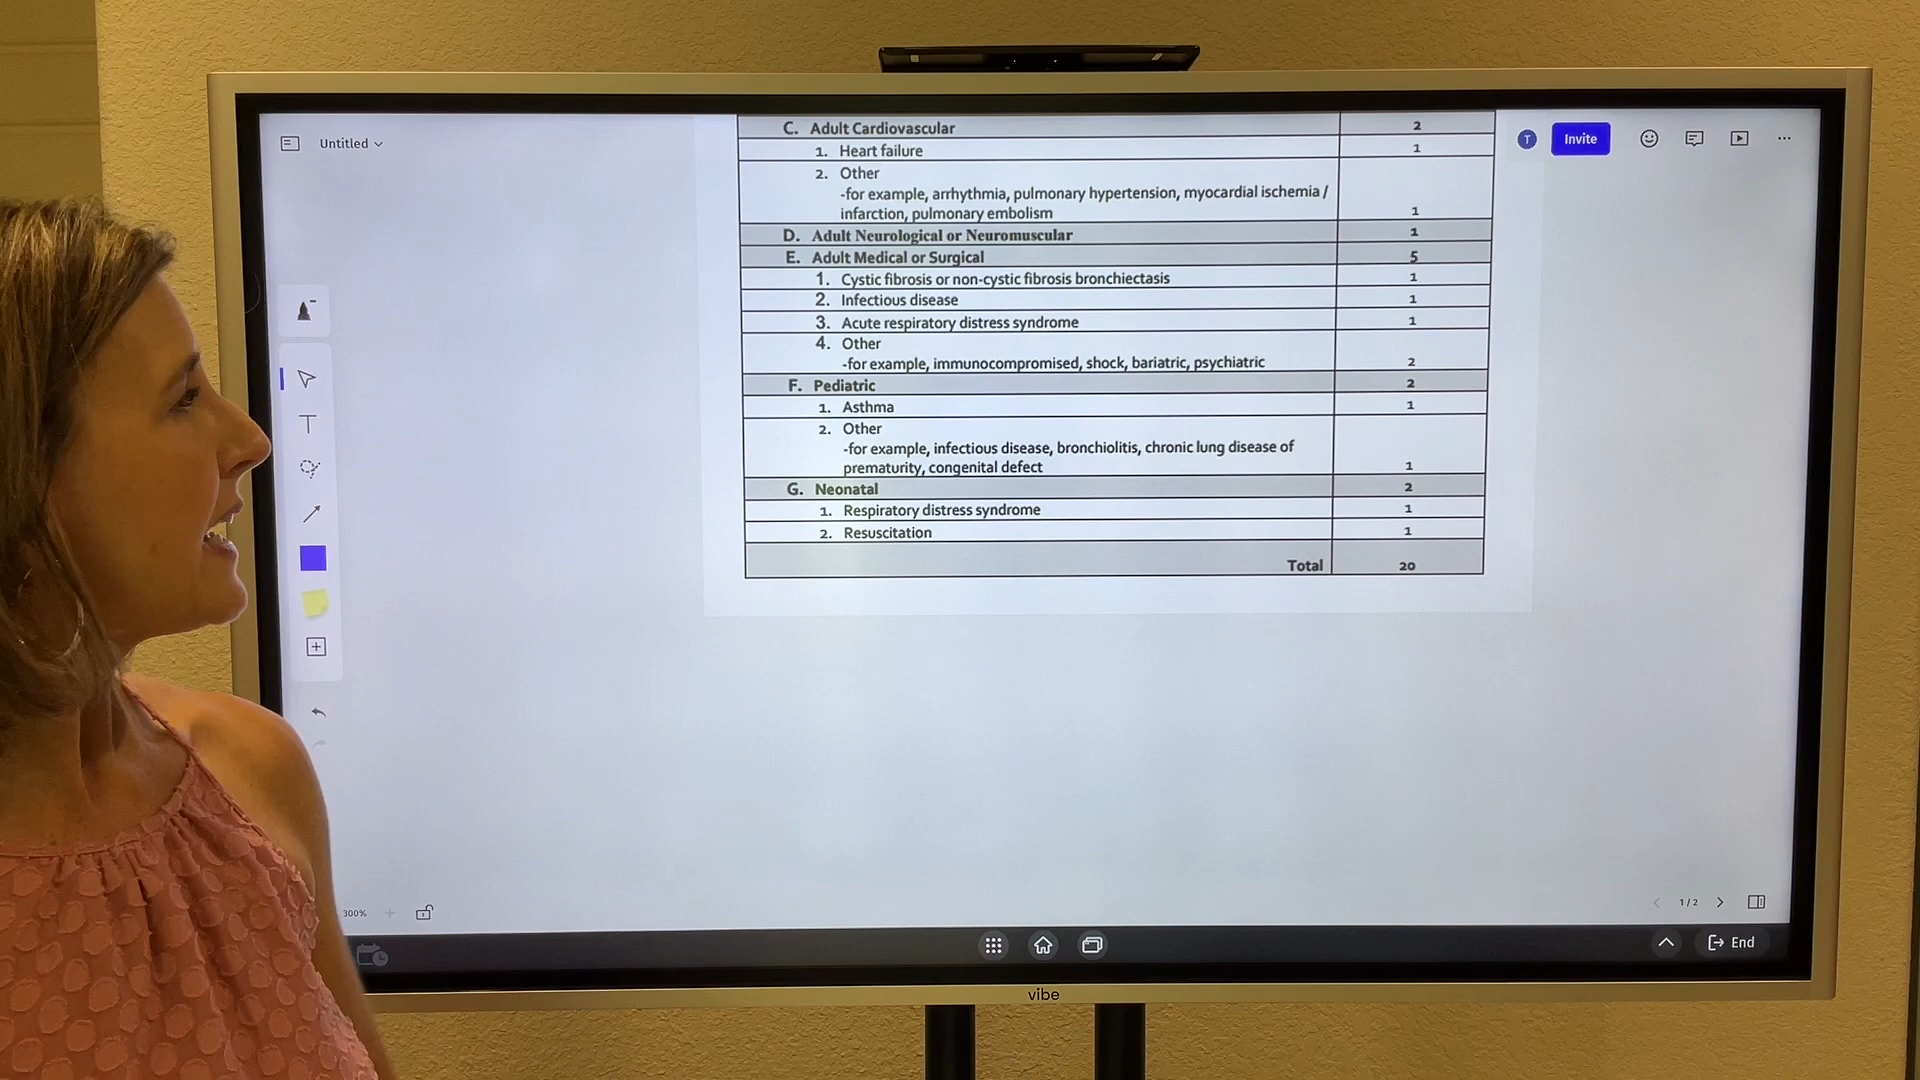 C. Adult Cardiovascular 2
Untitled
T
Invite
1. Heart failure 1
2. Other
-for example, arrhythmia, pulmonary hypertension, myocardial ischemia /
infarction, pulmonary embolism 1
D. Adult Neurological or Neuromuscular 1
E. Adult Medical or Surgical 5
1. Cystic fibrosis or non-cystic fibrosis bronchiectasis 1
2. Infectious disease 1
3. Acute respiratory distress syndrome 1
4. Other
-for example, immunocompromised, shock, bariatric, psychiatric 2
F. Pediatric 2
1. Asthma 1
2. Other
-for example, infectious disease, bronchiolitis, chronic lung disease of
prematurity, congenital defect 1
G. Neonatal 2
1. Respiratory distress syndrome 1
2. Resuscitation 1
Total 20
300%
1/2
End
vibe